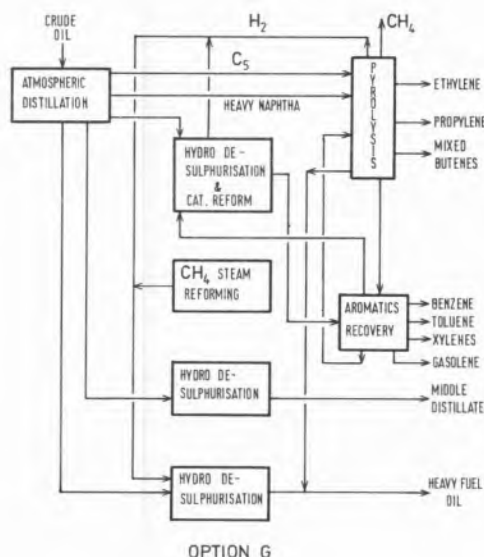 CRUDE
OIL
H2
CH4
C5
ATMOSPHERIC
DISTILLATION
HEAVY NAPHTHA
PYROLYSIS
ETHYLENE
PROPYLENE
MIXED
BUTENES
HYDRO DE-
SULPHURISATION
&
CAT. REFORM
CH4 STEAM
REFORMING
AROMATICS
RECOVERY
BENZENE
TOLUENE
XYLENES
GASOLENE
HYDRO DE-
SULPHURISATION
MIDDLE
DISTILLATE
HYDRO DE-
SULPHURISATION
HEAVY FUEL
OIL
OPTION G